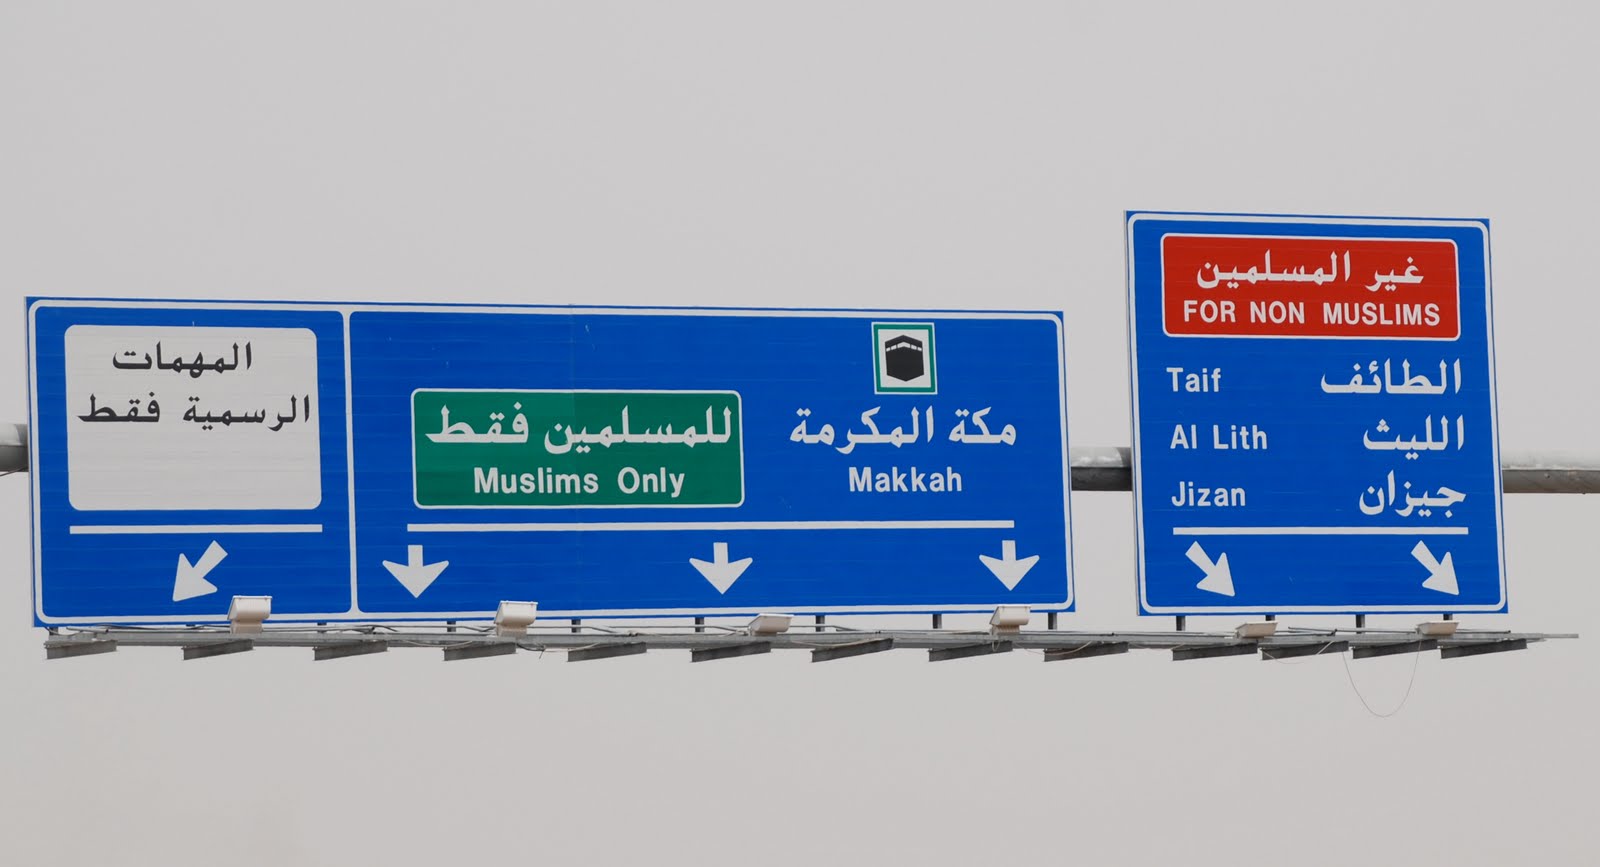 المهمات
الرسمية فقط
للمسلمين فقط
Muslims Only
مكة المكرمة
Makkah
غير المسلمين
FOR NON MUSLIMS
Taif الطائف
Al Lith الليث
Jizan جيزان